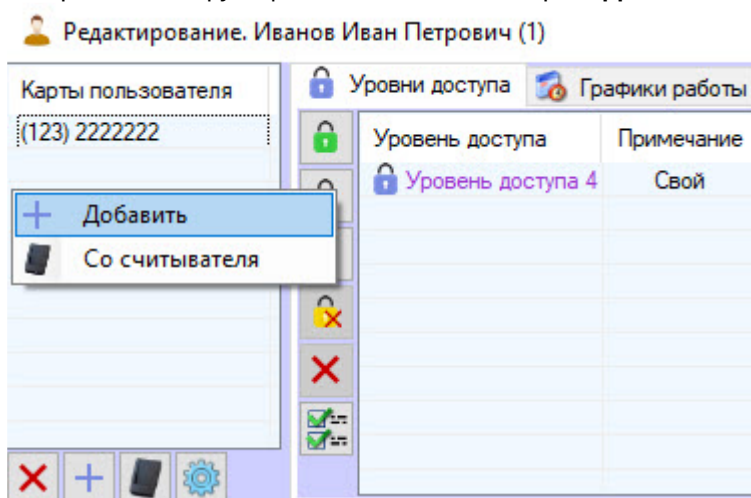 Редактирование. Иванов Иван Петрович (1)
Карты пользователя
(123) 2222222
Добавить
Со считывателя
Уровни доступа
Графики работы
Уровень доступа
Примечание
Уровень доступа 4
Свой